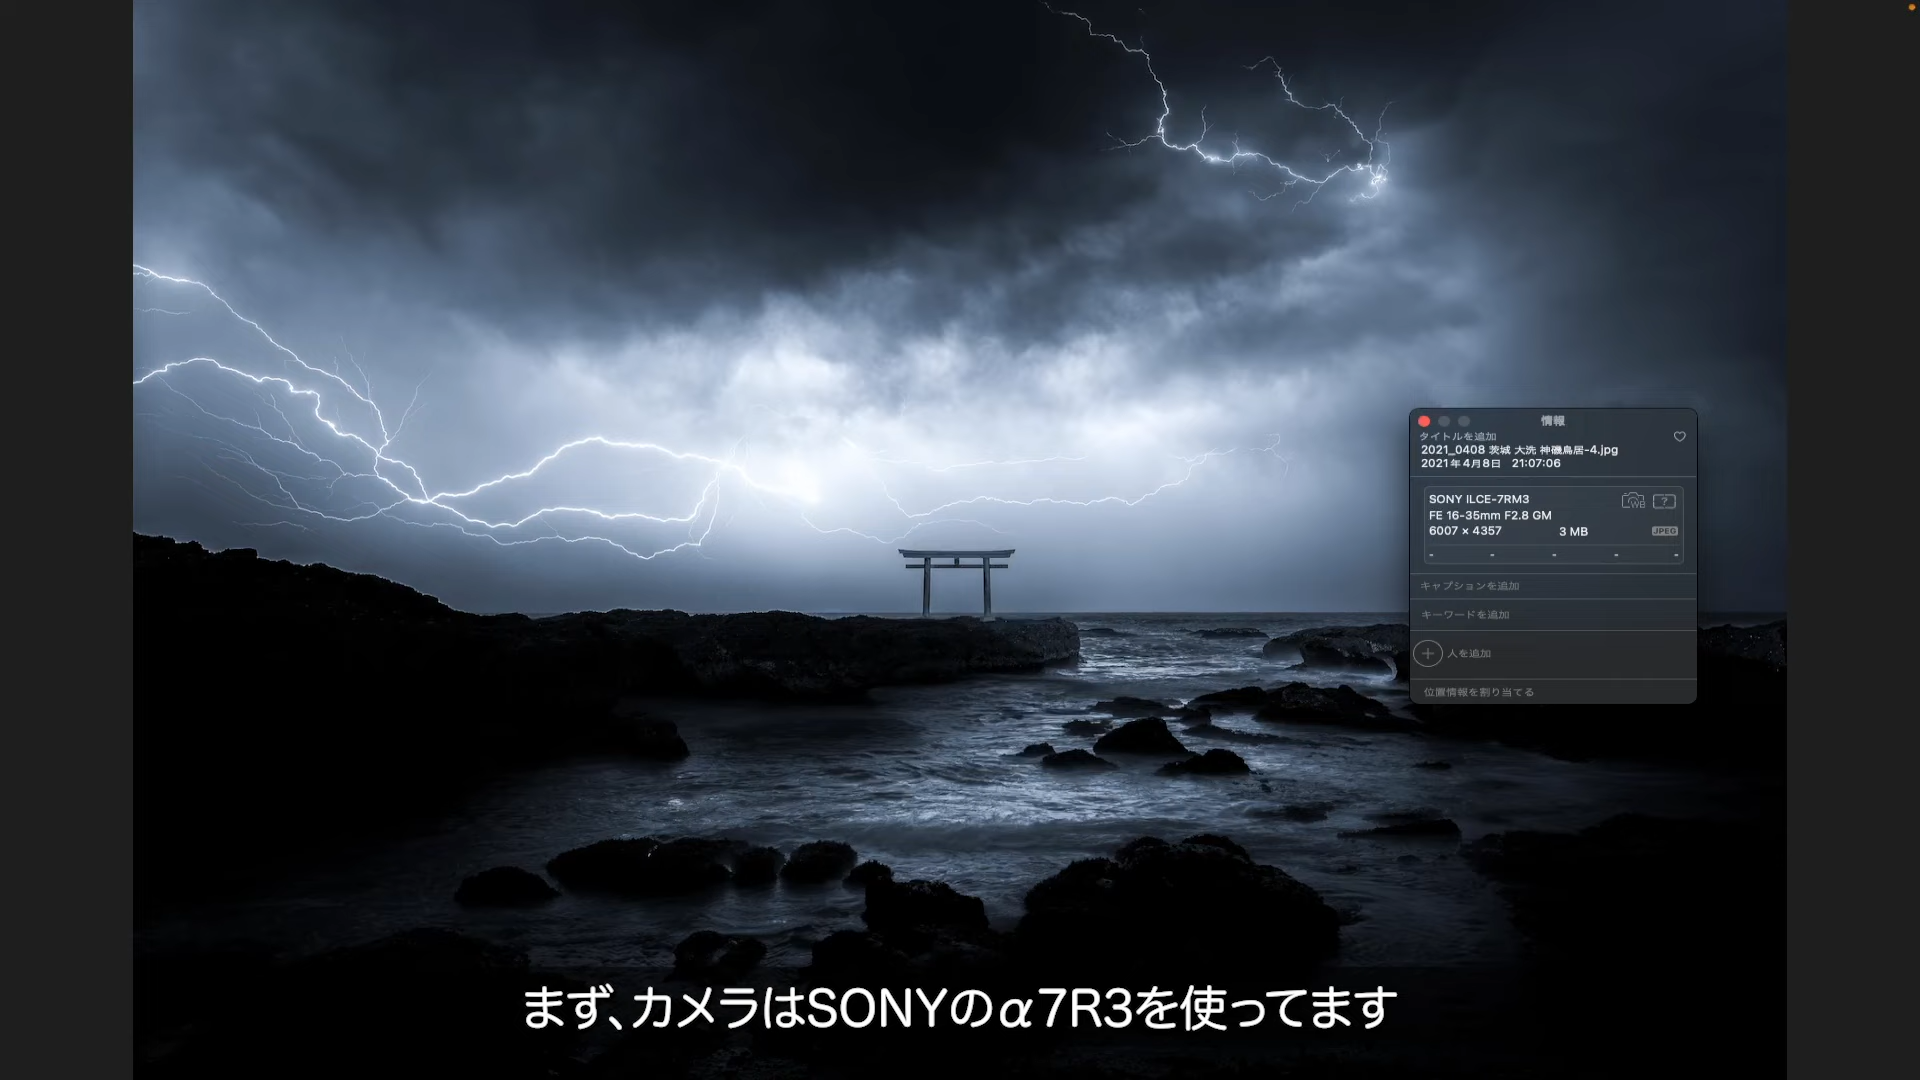 情報
タイトルを追加
2021_0408 茨城 大洗 神磯鳥居-4.jpg
2021年4月8日 21:07:06
SONY ILCE-7RM3
WB
?
FE 16-35mm F2.8 GM
6007 × 4357 3 MB JPEG
- - - - -
キャプションを追加
キーワードを追加
人を追加
位置情報を割り当てる
まず、カメラはSONYのα7R3を使ってます